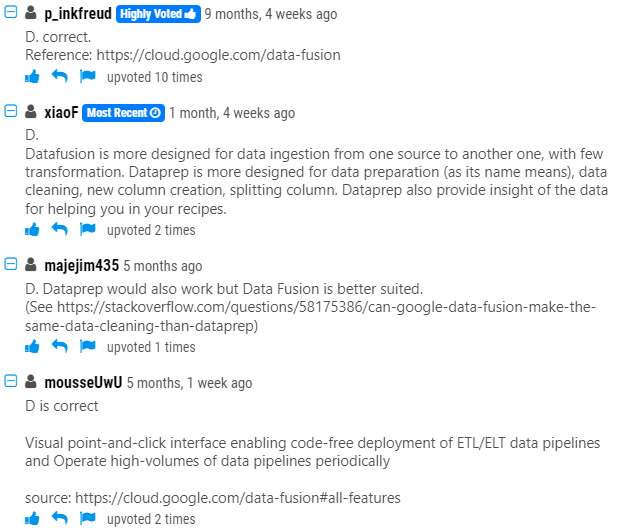 p_inkfreud Highly Voted 9 months, 4 weeks ago
D. correct.
Reference: https://cloud.google.com/data-fusion
upvoted 10 times
xiaoF Most Recent 1 month, 4 weeks ago
D.
Datafusion is more designed for data ingestion from one source to another one, with few
transformation. Dataprep is more designed for data preparation (as its name means), data
cleaning, new column creation, splitting column. Dataprep also provide insight of the data
for helping you in your recipes.
upvoted 2 times
majejim435 5 months ago
D. Dataprep would also work but Data Fusion is better suited.
(See https://stackoverflow.com/questions/58175386/can-google-data-fusion-make-the-
same-data-cleaning-than-dataprep)
upvoted 1 times
mousseUwU 5 months, 1 week ago
D is correct
Visual point-and-click interface enabling code-free deployment of ETL/ELT data pipelines
and Operate high-volumes of data pipelines periodically
source: https://cloud.google.com/data-fusion#all-features
upvoted 2 times